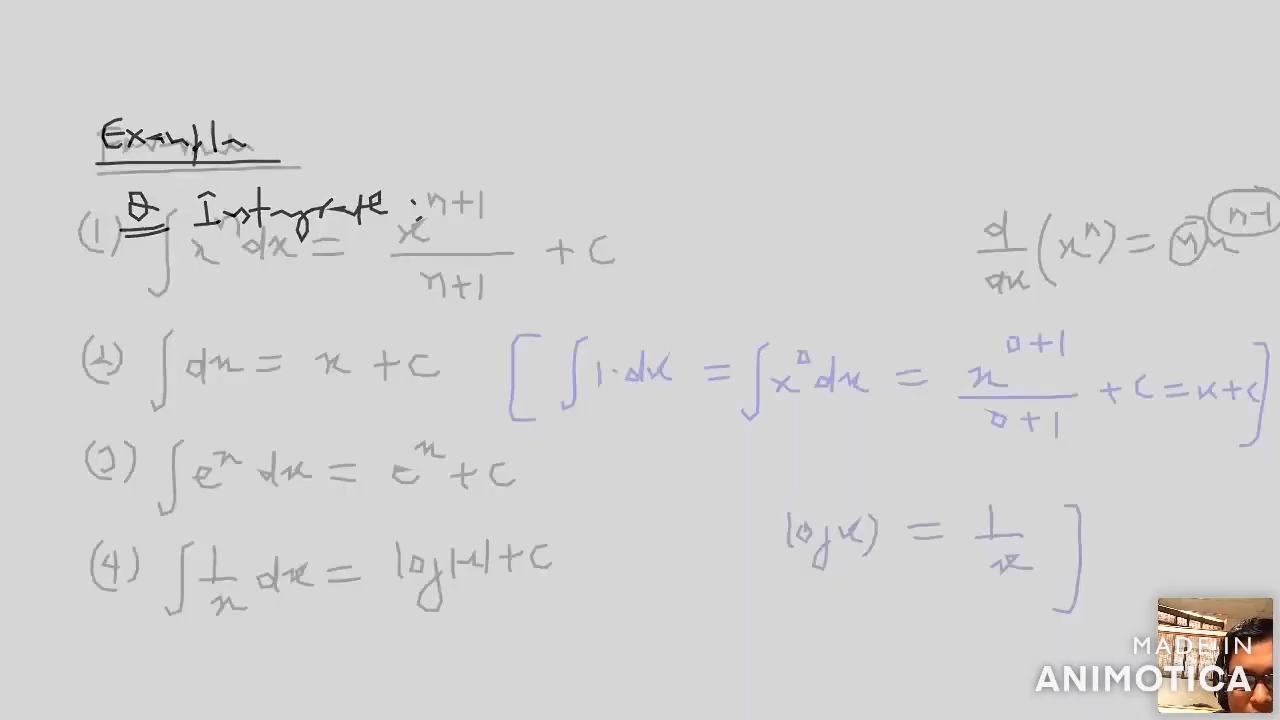 Example
Q Integrate :
(1) ∫ xⁿ dx = xⁿ⁺¹/n+1 + C
d/dx (xⁿ) = n xⁿ⁻¹
(2) ∫ dx = x + C [ ∫ 1·dx = ∫ x⁰ dx = x⁰⁺¹/0+1 + C = x + C ]
(3) ∫ eˣ dx = eˣ + C
(4) ∫ 1/x dx = log|x| + C
log x) = 1/x ]
MADE IN
ANIMOTICA